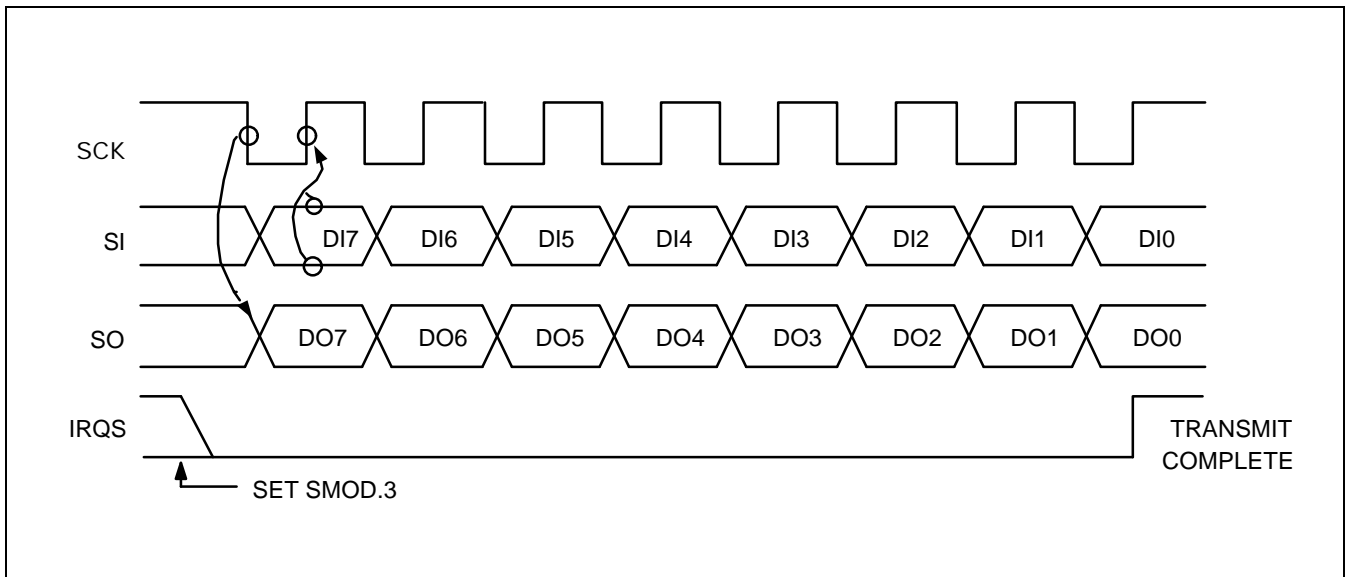 SCK
SI DI7 DI6 DI5 DI4 DI3 DI2 DI1 DI0
SO DO7 DO6 DO5 DO4 DO3 DO2 DO1 DO0
IRQS
TRANSMIT
COMPLETE
SET SMOD.3